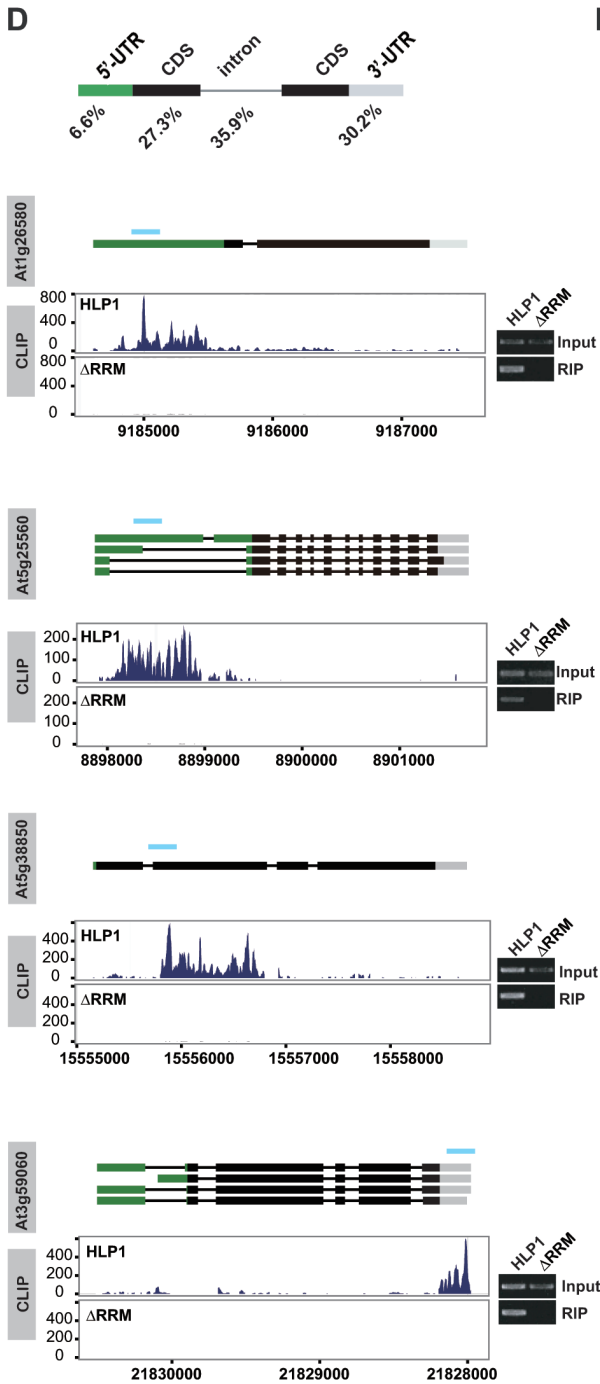 D
5'-UTR CDS intron CDS 3'-UTR
6.6% 27.3% 35.9% 30.2%
At1g26580
CLIP
800
400
0
HLP1
800
400
0
ΔRRM
9185000 9186000 9187000
HLP1 ΔRRM
Input
RIP
At5g25560
CLIP
200
100
0
HLP1
200
100
0
ΔRRM
8898000 8899000 8900000 8901000
HLP1 ΔRRM
Input
RIP
At5g38850
CLIP
400
200
0
HLP1
400
200
0
ΔRRM
15555000 15556000 15557000 15558000
HLP1 ΔRRM
Input
RIP
At3g59060
CLIP
400
200
0
HLP1
400
200
0
ΔRRM
21830000 21829000 21828000
HLP1 ΔRRM
Input
RIP